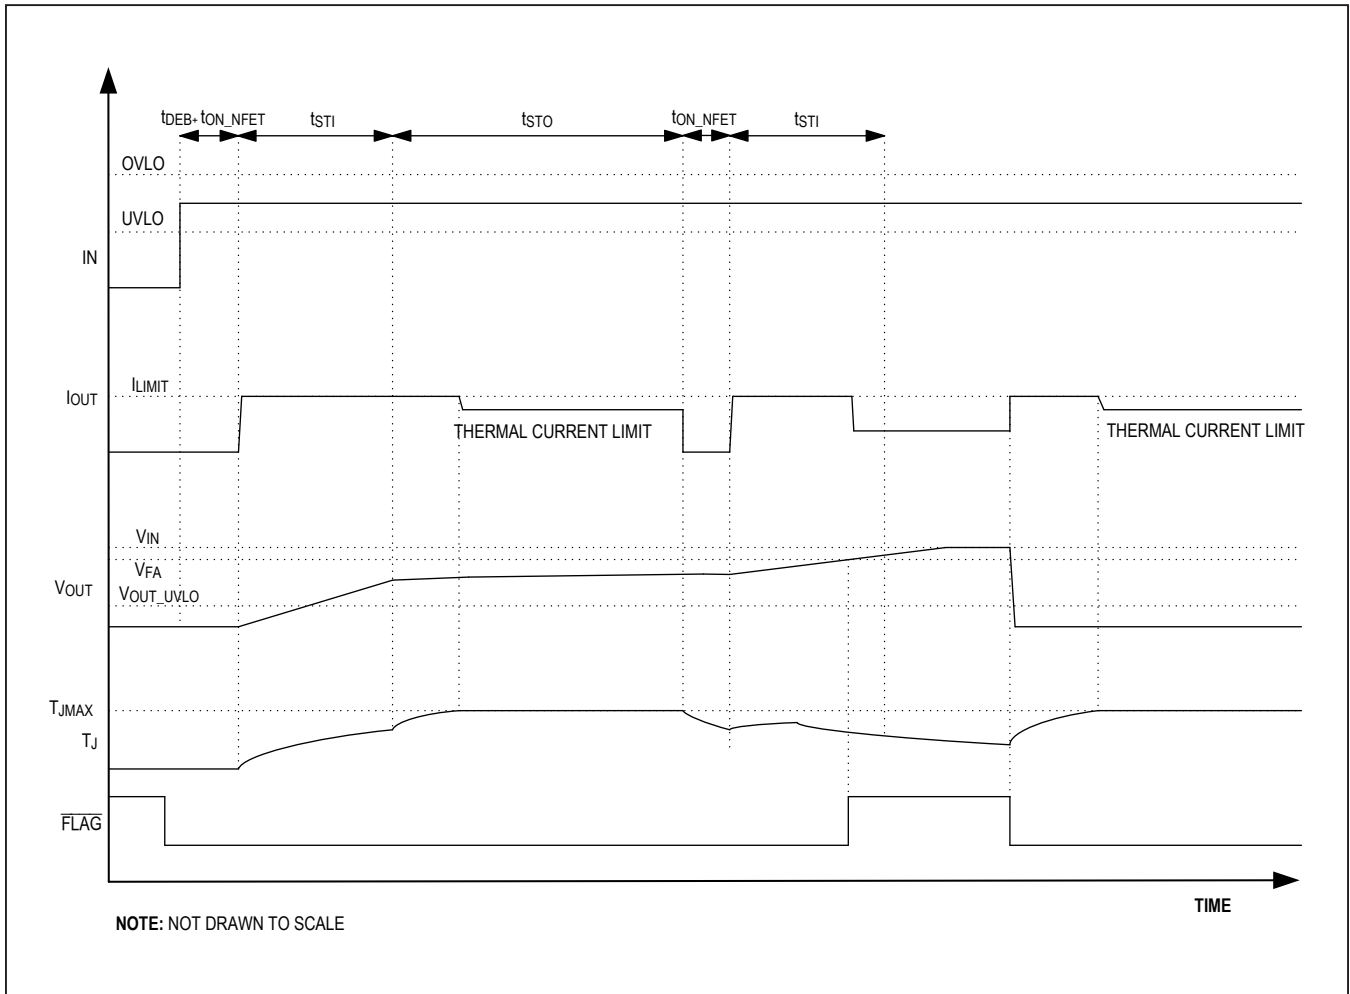 tDEB+ tON_NFET tSTI tSTO tON_NFET tSTI
OVLO
UVLO
IN
ILIMIT
IOUT
THERMAL CURRENT LIMIT THERMAL CURRENT LIMIT
VIN
VFA
VOUT
VOUT_UVLO
TJMAX
TJ
FLAG
TIME
NOTE: NOT DRAWN TO SCALE